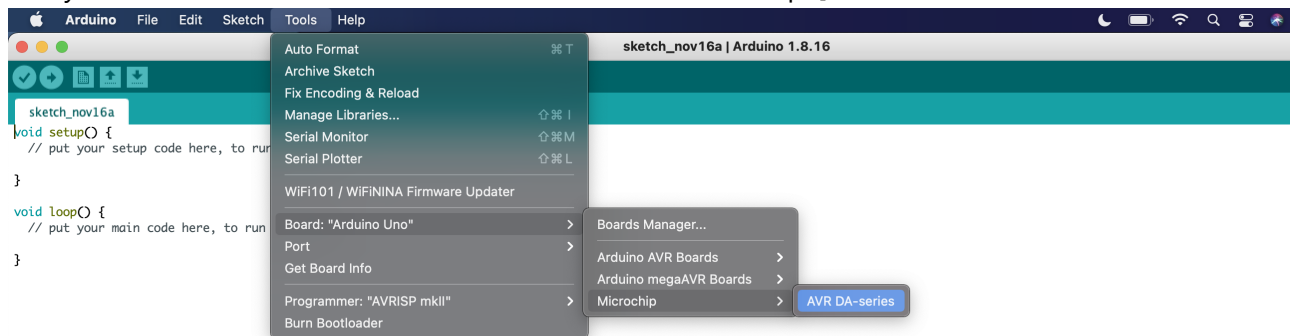 Arduino File Edit Sketch Tools Help
sketch_nov16a | Arduino 1.8.16
sketch_nov16a
void setup() {
// put your setup code here, to rur
}
void loop() {
// put your main code here, to run
}
Auto Format ⌘ T
Archive Sketch
Fix Encoding & Reload
Manage Libraries... ⇧ ⌘ I
Serial Monitor ⇧ ⌘ M
Serial Plotter ⇧ ⌘ L
WiFi101 / WiFiNINA Firmware Updater
Board: "Arduino Uno" >
Port >
Get Board Info
Programmer: "AVRISP mkII" >
Burn Bootloader
Boards Manager...
Arduino AVR Boards >
Arduino megaAVR Boards >
Microchip >
AVR DA-series